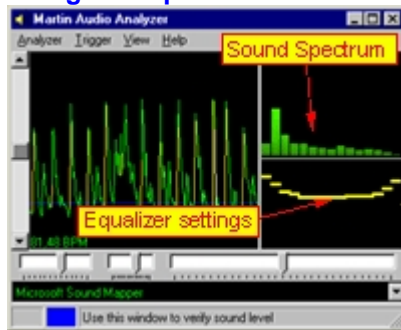 Martin Audio Analyzer
Analyzer Trigger View Help
Sound Spectrum
Equalizer settings
81.48 BPM
Microsoft Sound Mapper
Use this window to verify sound level